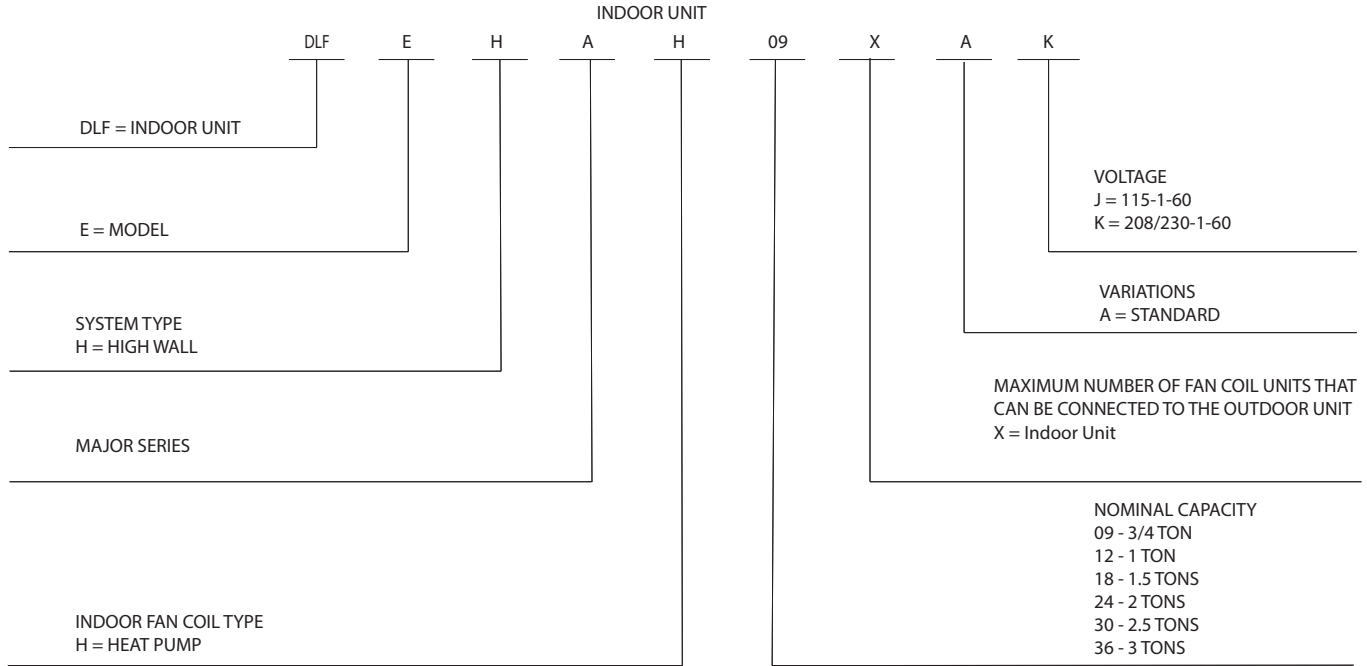 INDOOR UNIT
DLF E H A H 09 X A K
DLF = INDOOR UNIT
E = MODEL
SYSTEM TYPE
H = HIGH WALL
MAJOR SERIES
INDOOR FAN COIL TYPE
H = HEAT PUMP
VOLTAGE
J = 115-1-60
K = 208/230-1-60
VARIATIONS
A = STANDARD
MAXIMUM NUMBER OF FAN COIL UNITS THAT
CAN BE CONNECTED TO THE OUTDOOR UNIT
X = Indoor Unit
NOMINAL CAPACITY
09 - 3/4 TON
12 - 1 TON
18 - 1.5 TONS
24 - 2 TONS
30 - 2.5 TONS
36 - 3 TONS